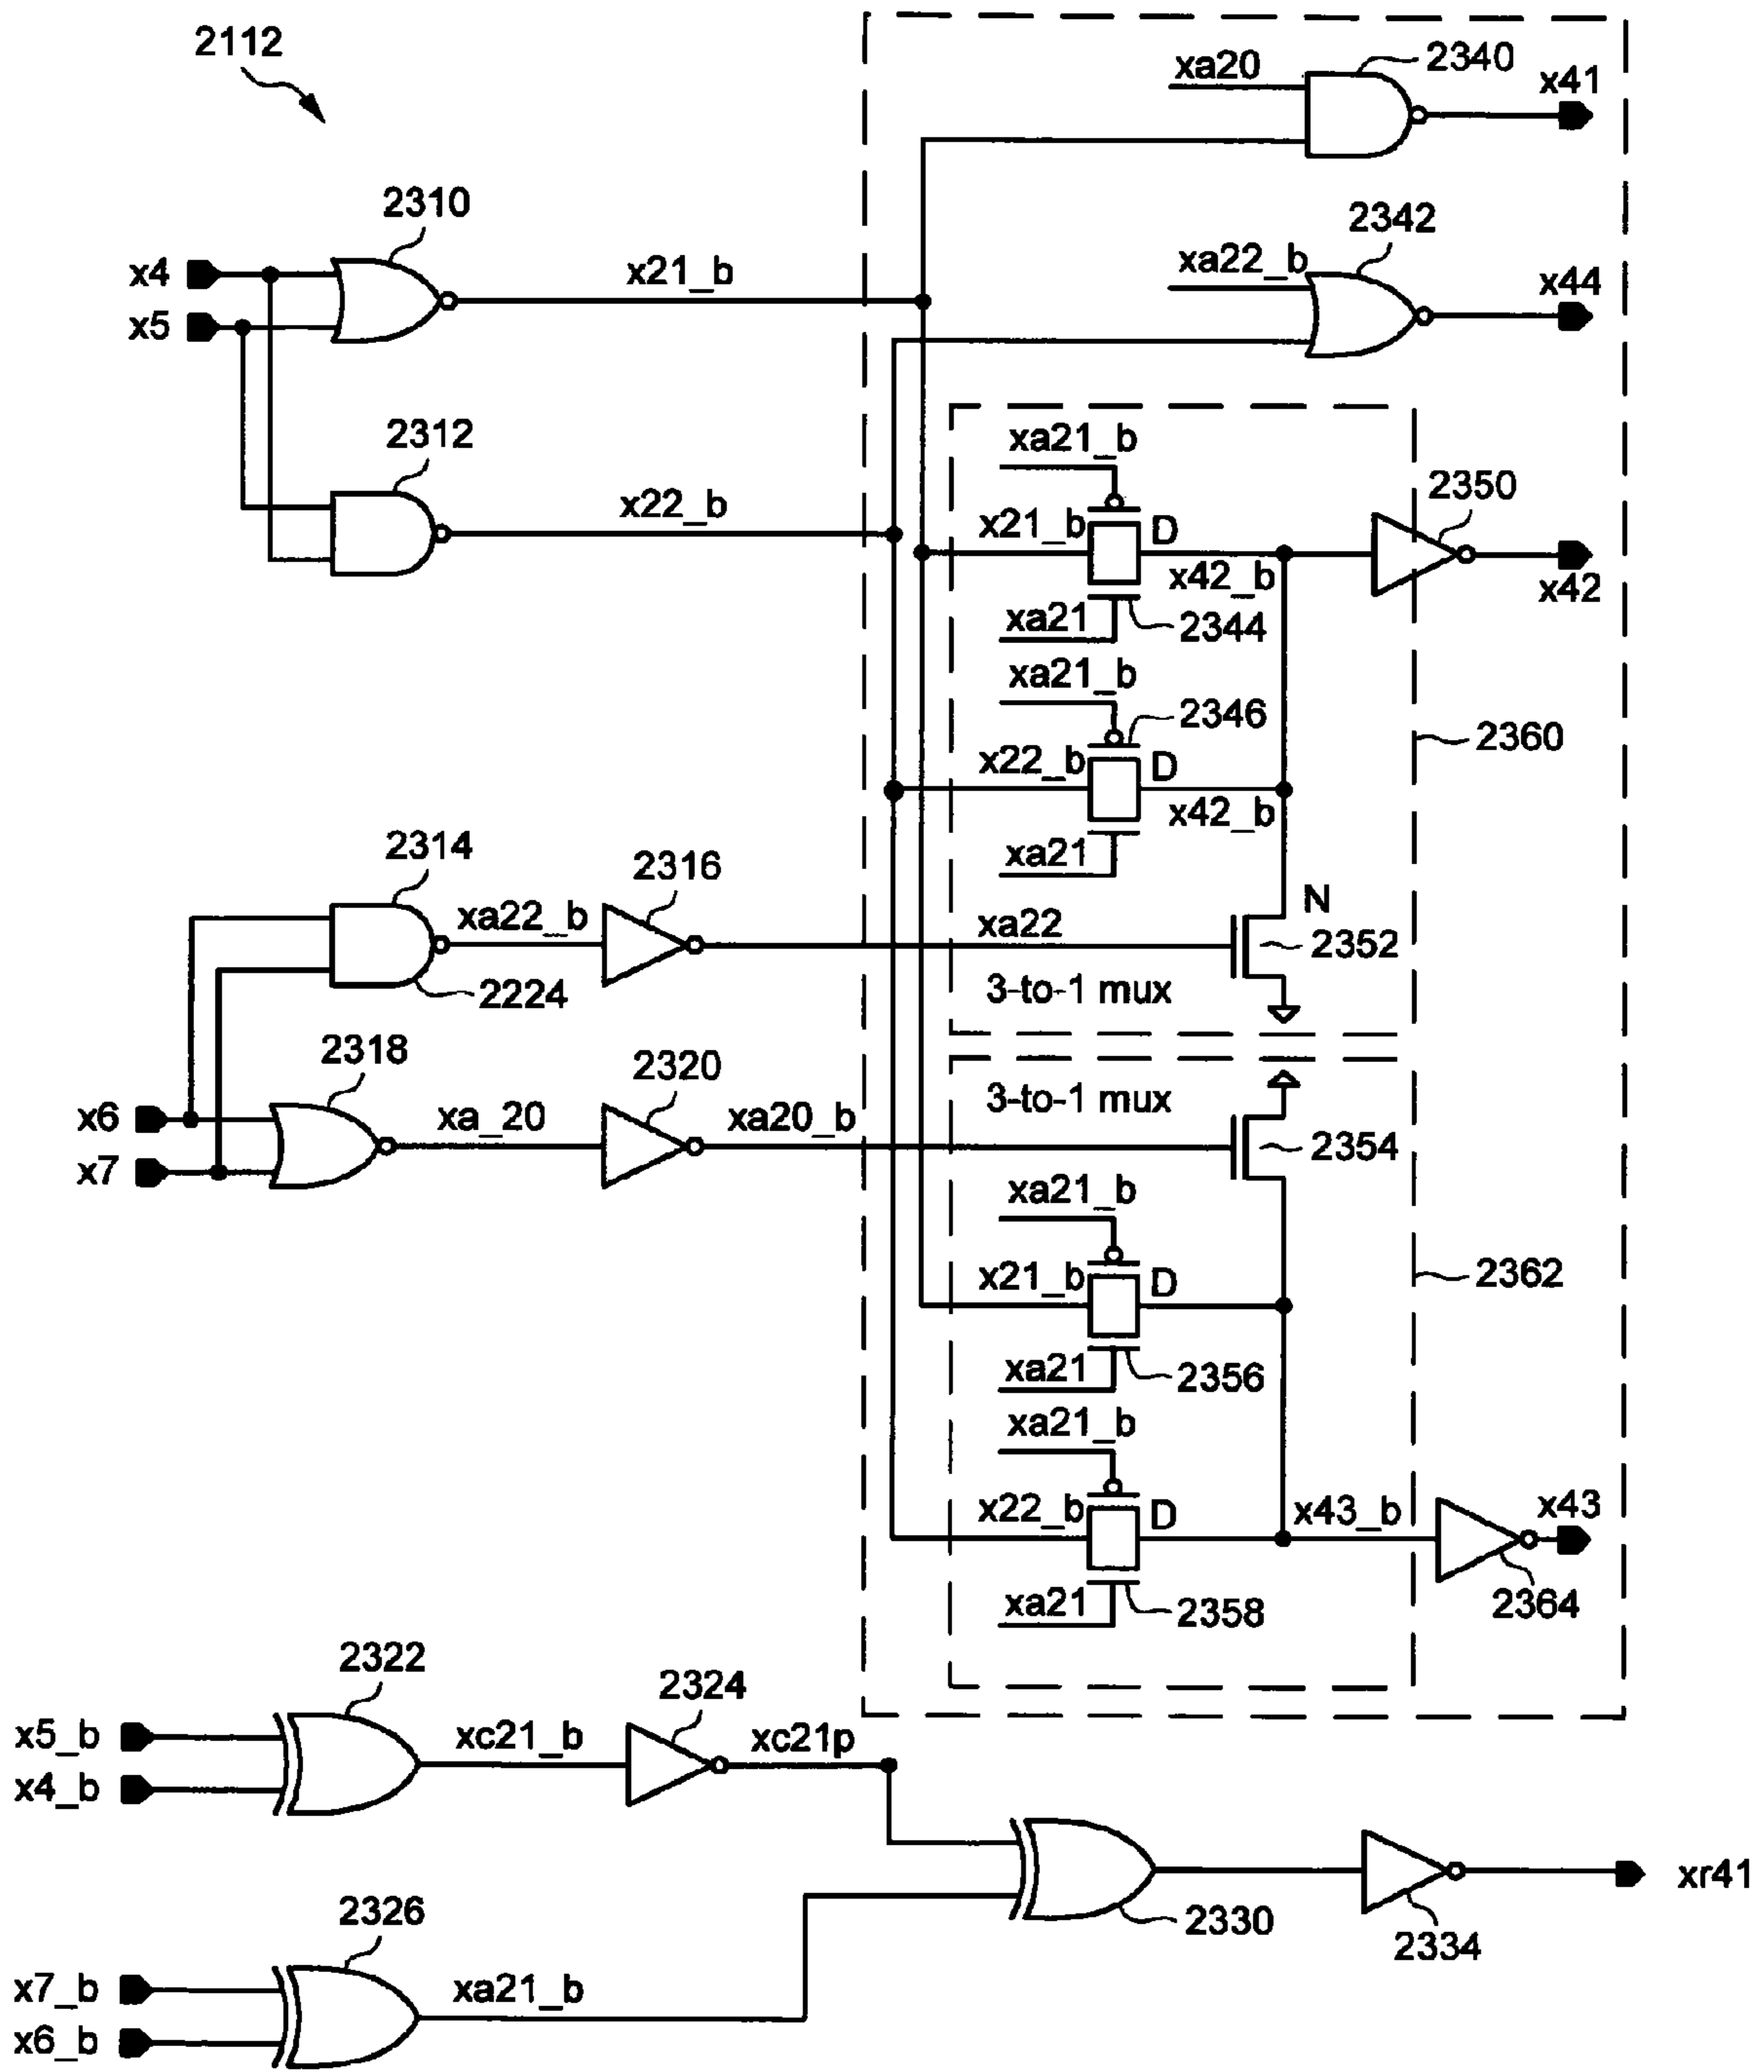 2112
xa20
2340
x41
2310
x4
x5
x21_b
xa22_b
2342
x44
2312
x22_b
xa21_b
x21_b
D
x42_b
xa21
2344
2350
x42
xa21_b
2346
x22_b
D
x42_b
xa21
2360
2314
xa22_b
2224
2316
xa22
N
2352
3-to-1 mux
2318
x6
x7
xa_20
2320
xa20_b
3-to-1 mux
2354
xa21_b
x21_b
D
xa21
2356
2362
xa21_b
x22_b
D
xa21
2358
x43_b
x43
2364
2322
x5_b
x4_b
xc21_b
2324
xc21p
2330
2334
xr41
2326
x7_b
x6_b
xa21_b